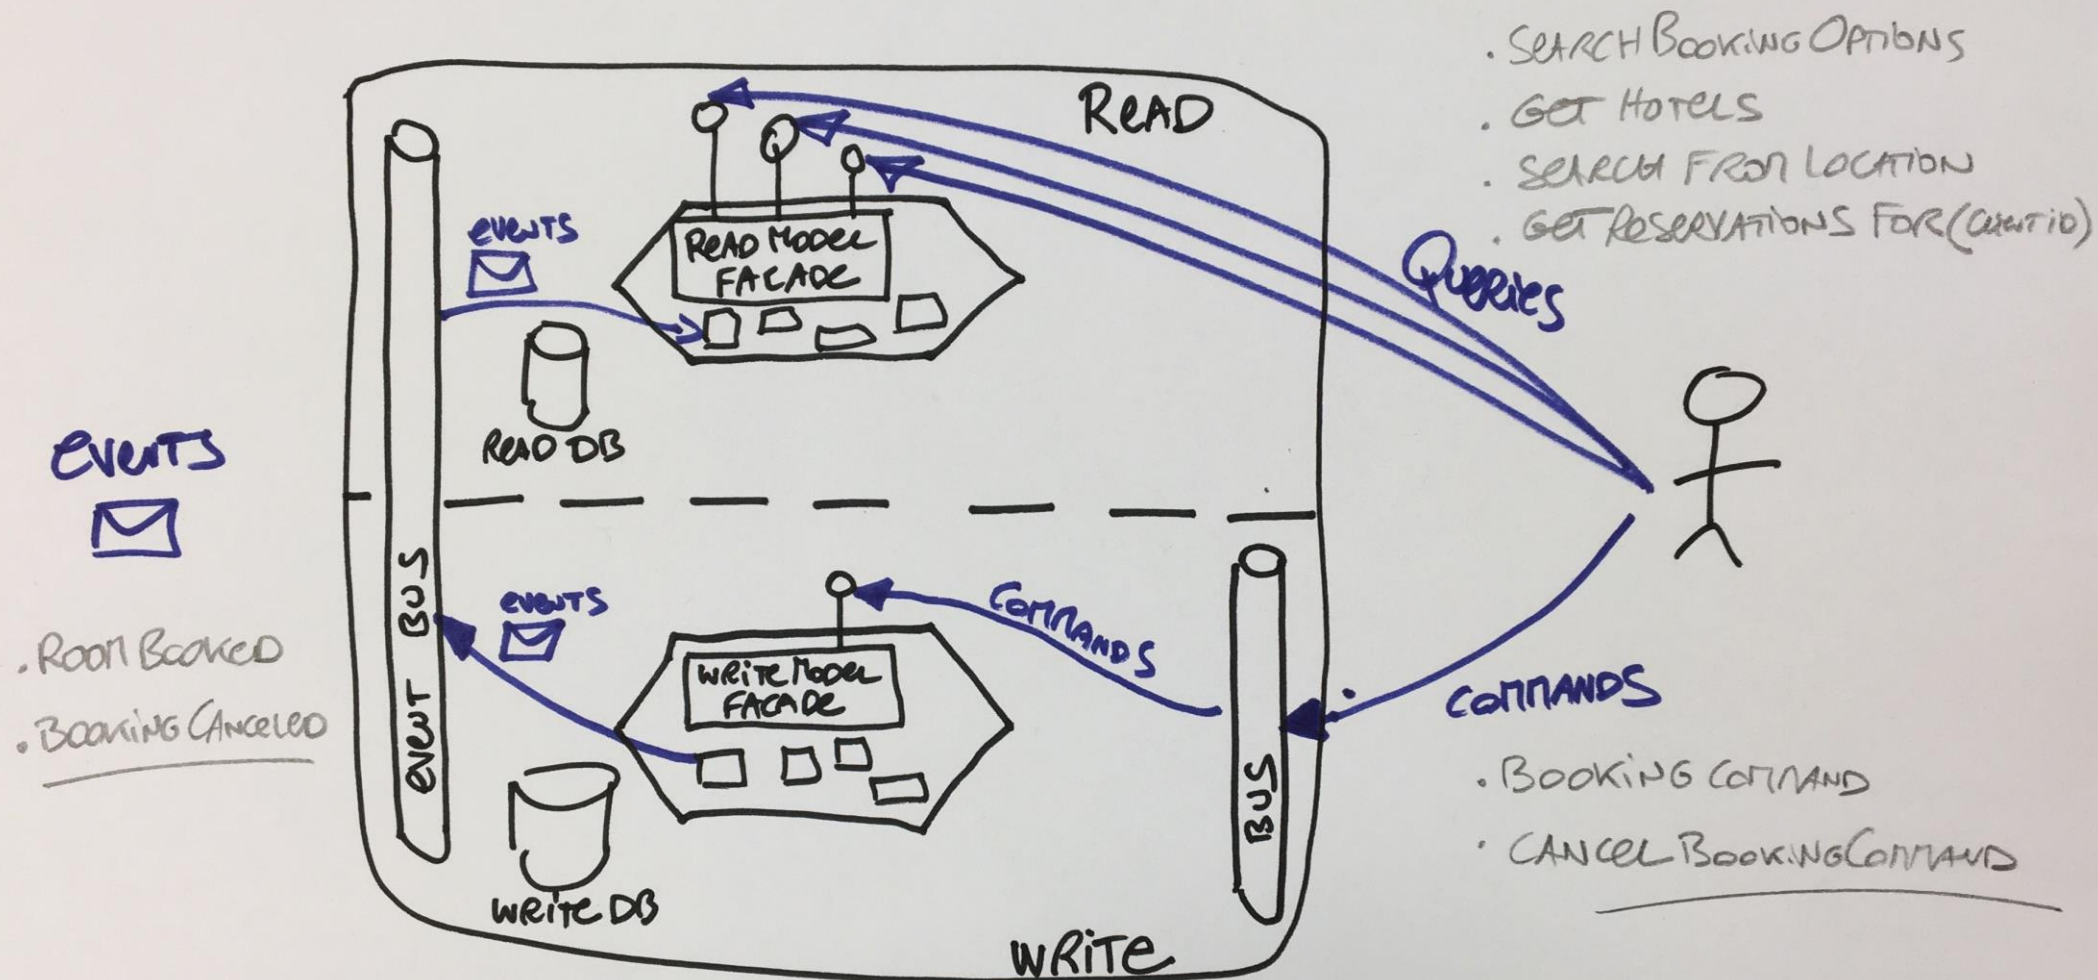 . SEARCH BOOKING OPTIONS
. GET HOTELS
. SEARCH FROM LOCATION
. GET RESERVATIONS FOR (CLIENTID)
READ
QUERIES
EVENTS
READ MODEL
FACADE
READ DB
EVENTS
. ROOM BOOKED
. BOOKING CANCELED
EVENT BUS
EVENTS
COMMANDS
WRITE MODEL
FACADE
WRITE DB
BUS
COMMANDS
. BOOKING COMMAND
. CANCEL BOOKING COMMAND
WRITE